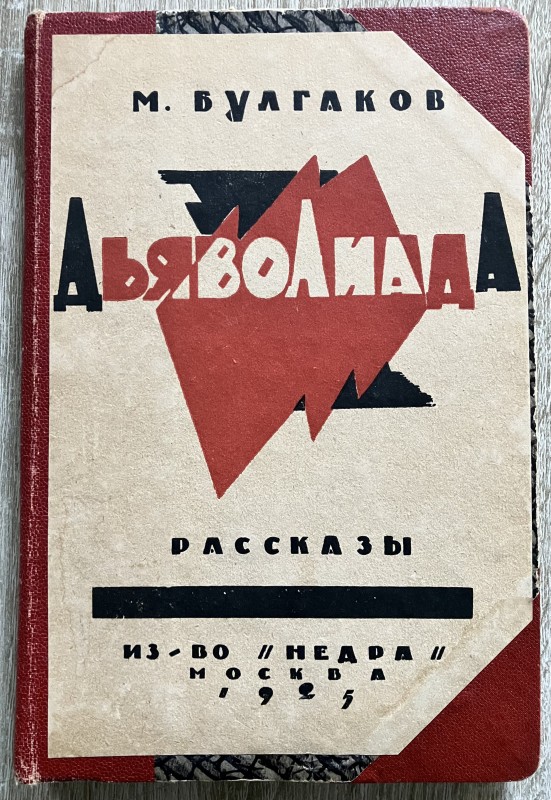 М. БУЛГАКОВ
ДЬЯВОЛИАДА
РАССКАЗЫ
ИЗ-ВО "НЕДРА"
МОСКВА
1925